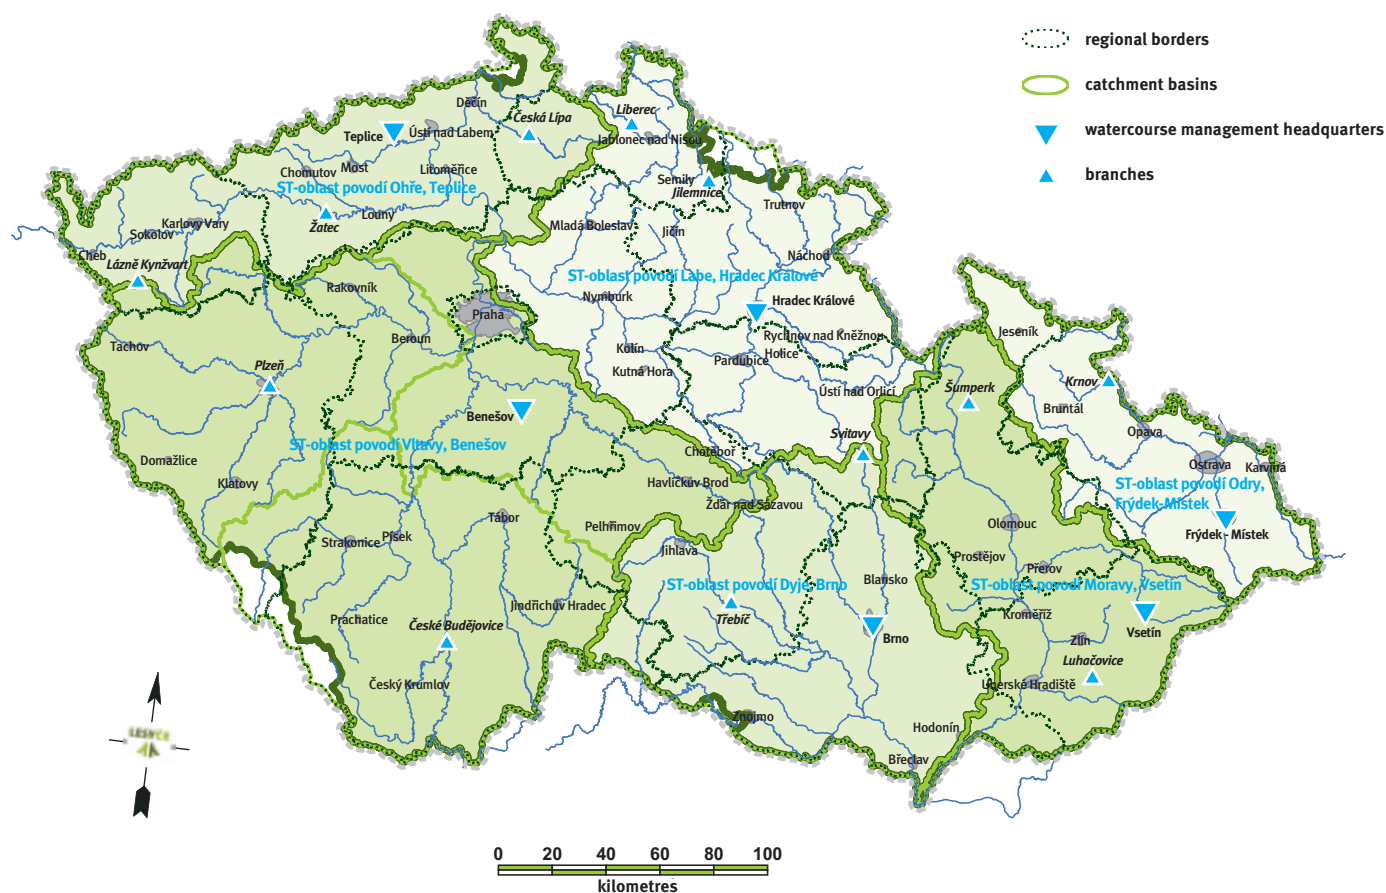 regional borders
catchment basins
watercourse management headquarters
branches
Děčín
Česká Lípa
Liberec
Teplice
Ústí nad Labem
Jablonec nad Nisou
Chomutov
Most
Litoměřice
Semily
Jilemnice
ST-oblast povodí Ohře, Teplice
Trutnov
Žatec
Louny
Karlovy Vary
Sokolov
Mladá Boleslav
Jičín
Cheb
Náchod
Lázně Kynžvart
ST-oblast povodí Labe, Hradec Králové
Rakovník
Nymburk
Hradec Králové
Praha
Jeseník
Tachov
Beroun
Rychnov nad Kněžnou
Kolín
Holice
Pardubice
Plzeň
Kutná Hora
Ústí nad Orlicí
Šumperk
Krnov
Bruntál
Benešov
Opava
ST-oblast povodí Vltavy, Benešov
Svitavy
Chotěboř
Domažlice
Ostrava
Karviná
Klatovy
Havlíčkův Brod
ST-oblast povodí Odry,
Frýdek-Místek
Žďár nad Sázavou
Tábor
Pelhřimov
Olomouc
Frýdek - Místek
Strakonice
Písek
Jihlava
Prostějov
Přerov
ST-oblast povodí Dyje, Brno
Blansko
ST-oblast povodí Moravy, Vsetín
Jindřichův Hradec
Prachatice
České Budějovice
Třebíč
Kroměříž
Vsetín
Brno
Zlín
Luhačovice
Český Krumlov
Uherské Hradiště
Znojmo
Hodonín
LESY ČR
Břeclav
0 20 40 60 80 100
kilometres